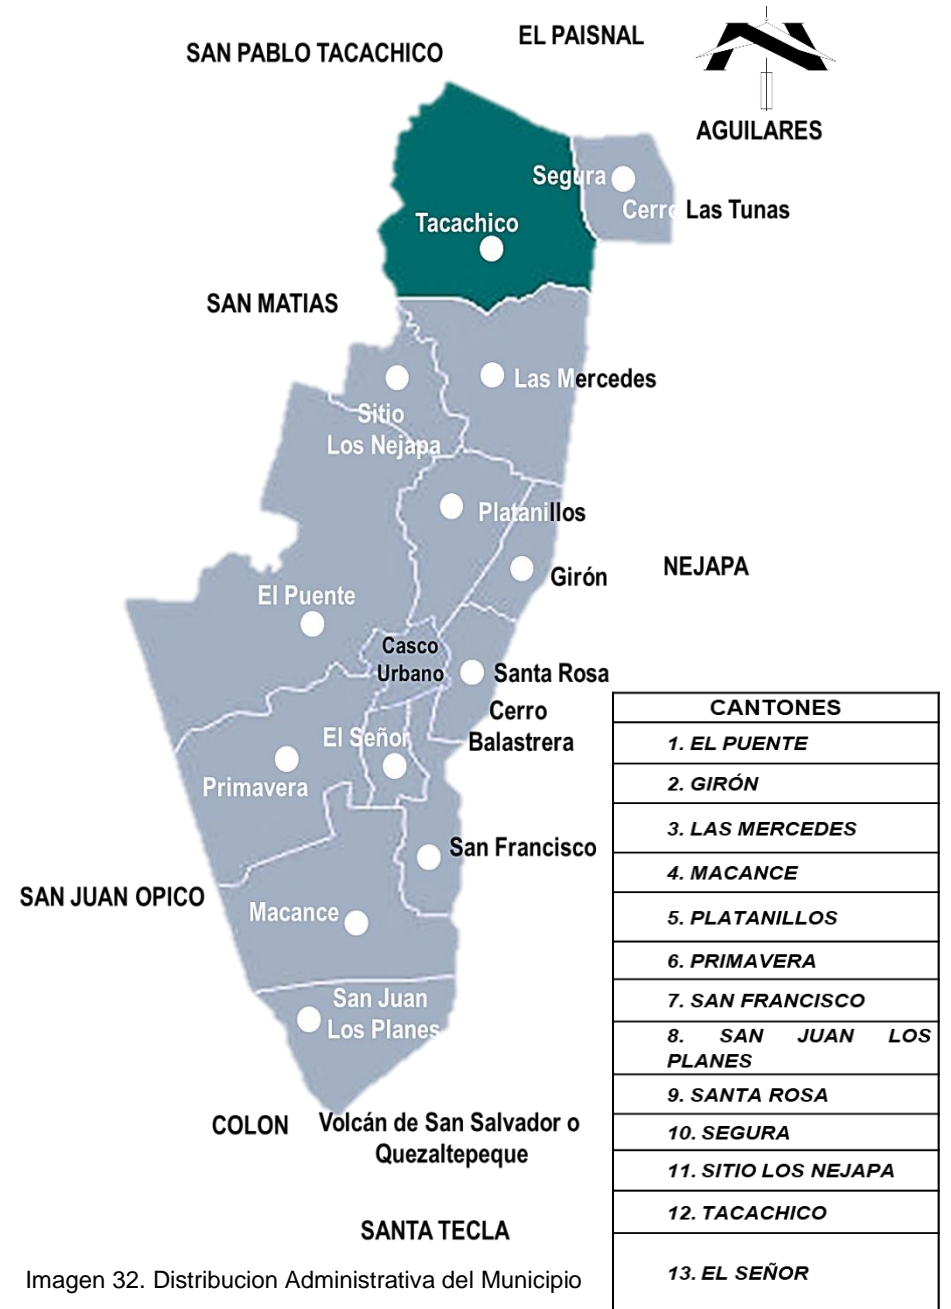 EL PAISNAL
SAN PABLO TACACHICO
AGUILARES
Segura
Cerro Las Tunas
Tacachico
SAN MATIAS
Las Mercedes
Sitio
Los Nejapa
Platanillos
NEJAPA
Girón
El Puente
Casco
Urbano
Santa Rosa
Cerro
Balastrera
El Señor
Primavera
San Francisco
SAN JUAN OPICO
Macance
San Juan
Los Planes
COLON
Volcán de San Salvador o
Quezaltepeque
SANTA TECLA
CANTONES
1. EL PUENTE
2. GIRÓN
3. LAS MERCEDES
4. MACANCE
5. PLATANILLOS
6. PRIMAVERA
7. SAN FRANCISCO
8. SAN JUAN LOS
PLANES
9. SANTA ROSA
10. SEGURA
11. SITIO LOS NEJAPA
12. TACACHICO
13. EL SEÑOR
Imagen 32. Distribucion Administrativa del Municipio